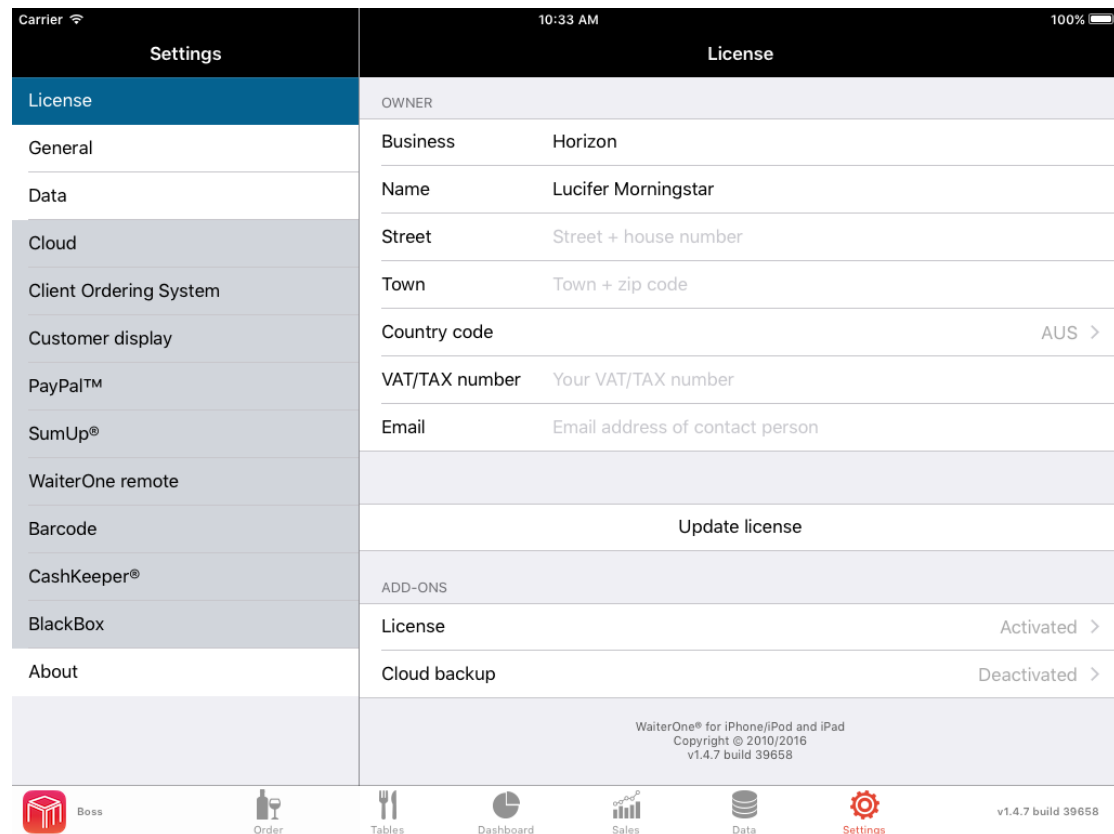 Carrier 10:33 AM 100%
Settings
License
License
General
Data
Cloud
Client Ordering System
Customer display
PayPal™
SumUp®
WaiterOne remote
Barcode
CashKeeper®
BlackBox
About
OWNER
Business Horizon
Name Lucifer Morningstar
Street Street + house number
Town Town + zip code
Country code AUS >
VAT/TAX number Your VAT/TAX number
Email Email address of contact person
Update license
ADD-ONS
License Activated >
Cloud backup Deactivated >
WaiterOne® for iPhone/iPod and iPad
Copyright © 2010/2016
v1.4.7 build 39658
Boss
Order
Tables
Dashboard
Sales
Data
Settings
v1.4.7 build 39658